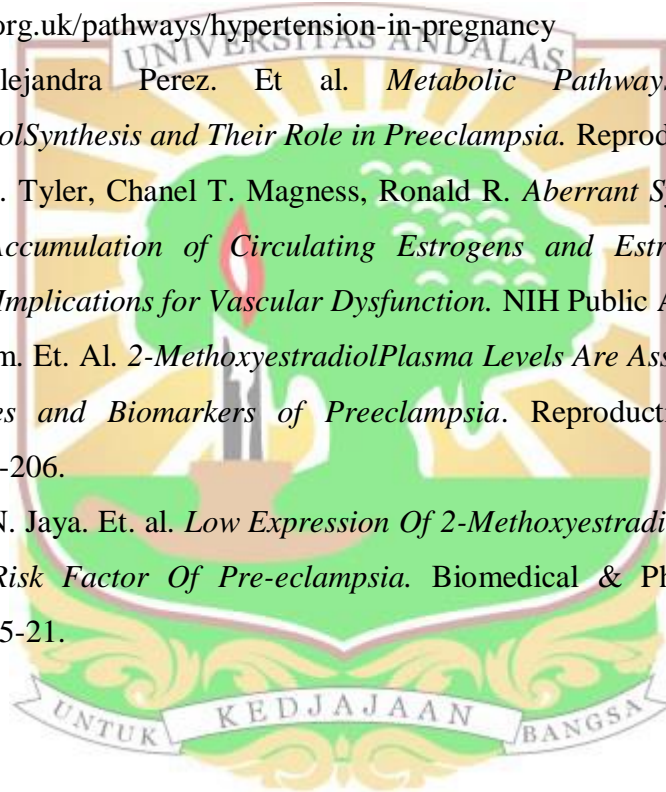 org.uk/pathways/hypertension-in-pregnancy
UNIVERSITAS ANDALAS
lejandra Perez. Et al. Metabolic Pathways
olSynthesis and Their Role in Preeclampsia. Reprod
. Tyler, Chanel T. Magness, Ronald R. Aberrant Sy
Accumulation of Circulating Estrogens and Estr
Implications for Vascular Dysfunction. NIH Public A
m. Et. Al. 2-MethoxyestradiolPlasma Levels Are Ass
es and Biomarkers of Preeclampsia. Reproducti
-206.
N. Jaya. Et. al. Low Expression Of 2-Methoxyestradi
Risk Factor Of Pre-eclampsia. Biomedical & Ph
5-21.
UNTUK KEDJAJAAN BANGSA